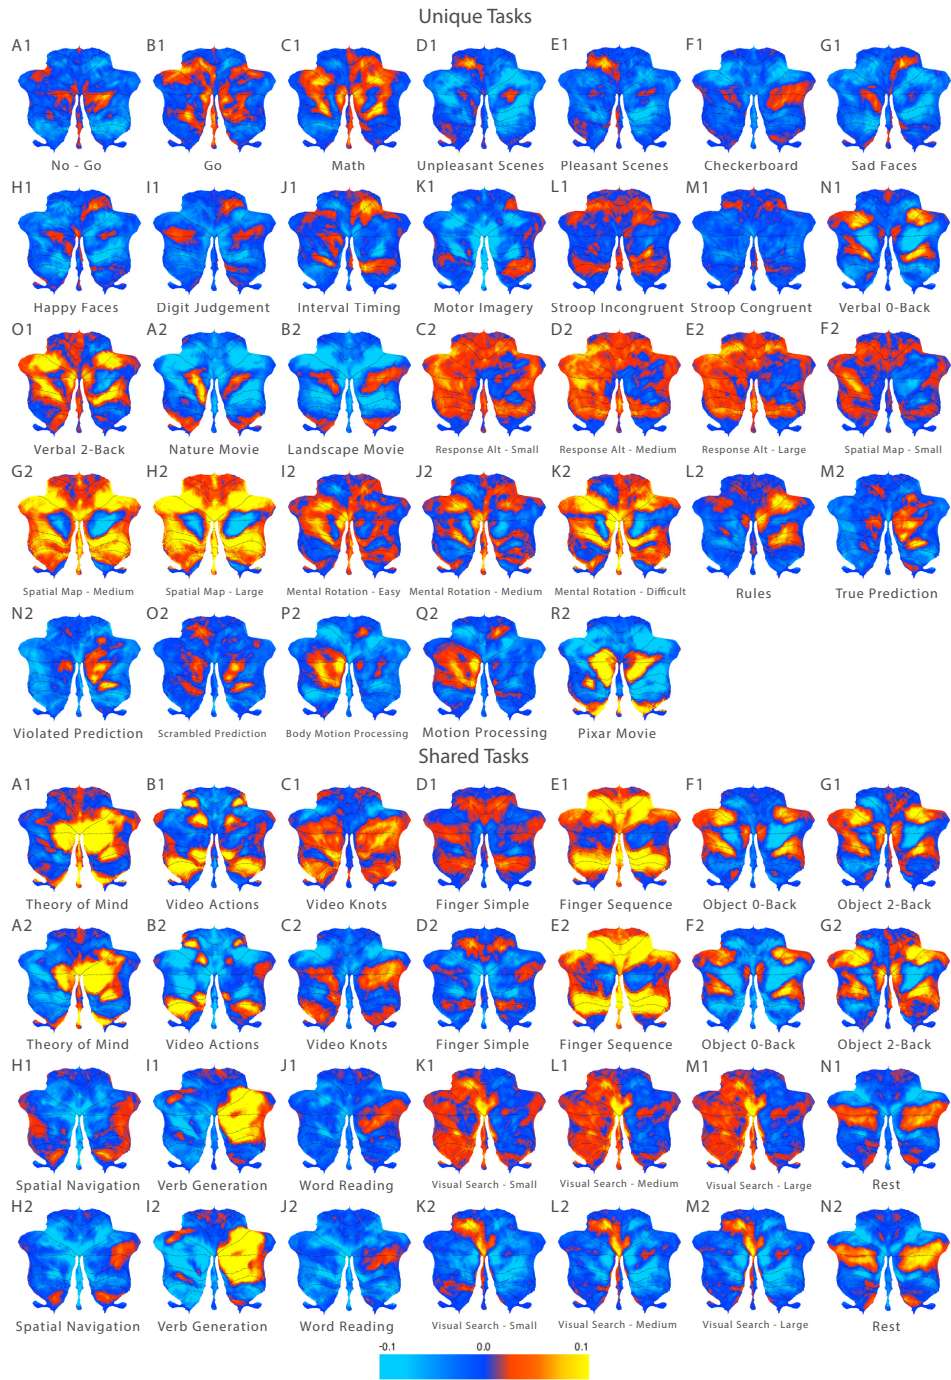 Unique Tasks
A1 B1 C1 D1 E1 F1 G1
No - Go Go Math Unpleasant Scenes Pleasant Scenes Checkerboard Sad Faces
H1 I1 J1 K1 L1 M1 N1
Happy Faces Digit Judgement Interval Timing Motor Imagery Stroop Incongruent Stroop Congruent Verbal 0-Back
O1 A2 B2 C2 D2 E2 F2
Verbal 2-Back Nature Movie Landscape Movie Response Alt - Small Response Alt - Medium Response Alt - Large Spatial Map - Small
G2 H2 I2 J2 K2 L2 M2
Spatial Map - Medium Spatial Map - Large Mental Rotation - Easy Mental Rotation - Medium Mental Rotation - Difficult Rules True Prediction
N2 O2 P2 Q2 R2
Violated Prediction Scrambled Prediction Body Motion Processing Motion Processing Pixar Movie
Shared Tasks
A1 B1 C1 D1 E1 F1 G1
Theory of Mind Video Actions Video Knots Finger Simple Finger Sequence Object 0-Back Object 2-Back
A2 B2 C2 D2 E2 F2 G2
Theory of Mind Video Actions Video Knots Finger Simple Finger Sequence Object 0-Back Object 2-Back
H1 I1 J1 K1 L1 M1 N1
Spatial Navigation Verb Generation Word Reading Visual Search - Small Visual Search - Medium Visual Search - Large Rest
H2 I2 J2 K2 L2 M2 N2
Spatial Navigation Verb Generation Word Reading Visual Search - Small Visual Search - Medium Visual Search - Large Rest
-0.1 0.0 0.1